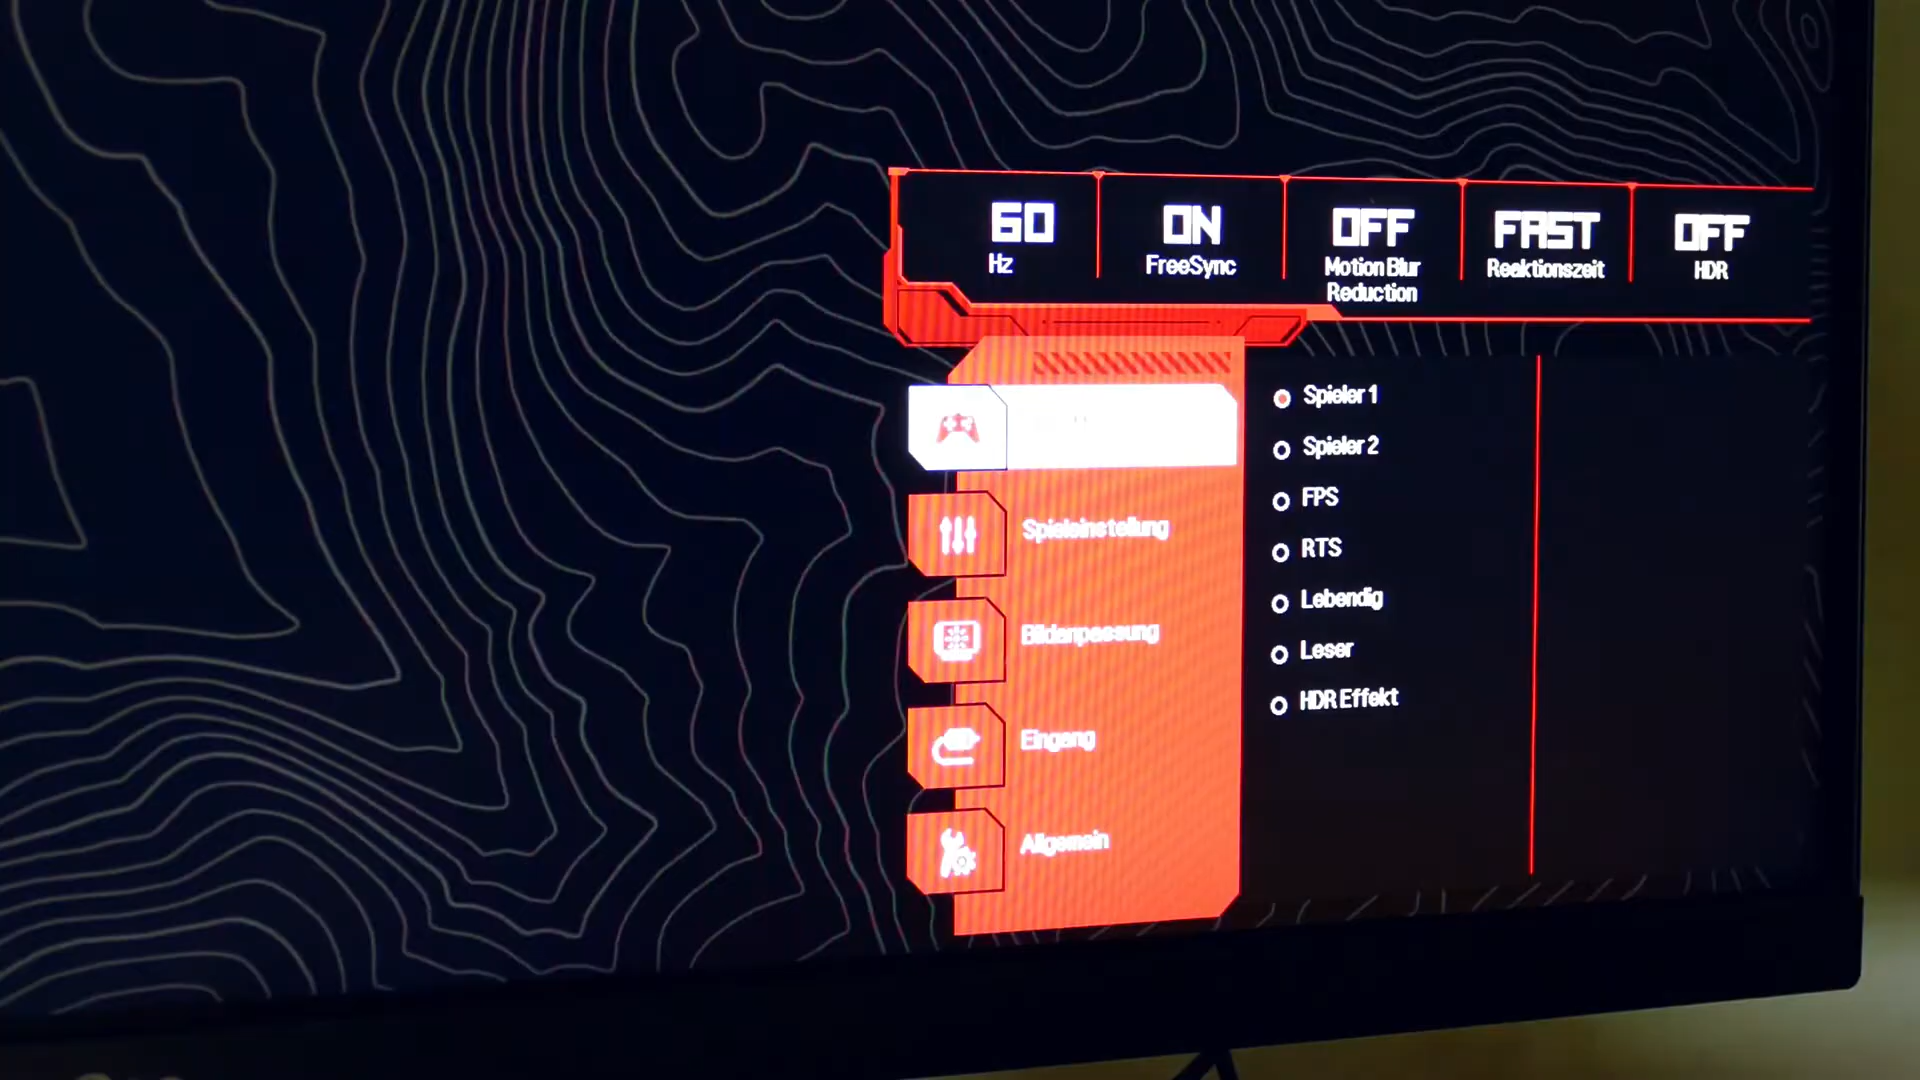 60
Hz
ON
FreeSync
OFF
Motion Blur
Reduction
FAST
Reaktionszeit
OFF
HDR
Spieleinstellung
Bildanpassung
Eingang
Allgemein
Spieler 1
Spieler 2
FPS
RTS
Lebendig
Leser
HDR Effekt